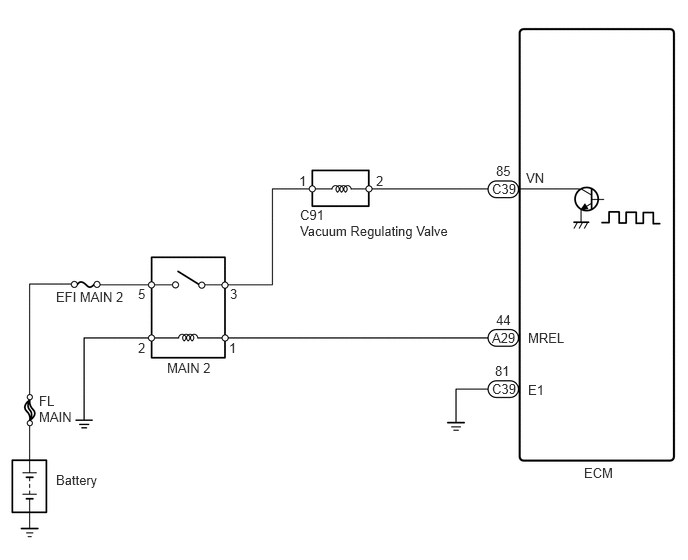 85
VN
C39
1
2
C91
Vacuum Regulating Valve
EFI MAIN 2
5
3
2
1
MAIN 2
44
A29
MREL
81
C39
E1
FL
MAIN
Battery
ECM